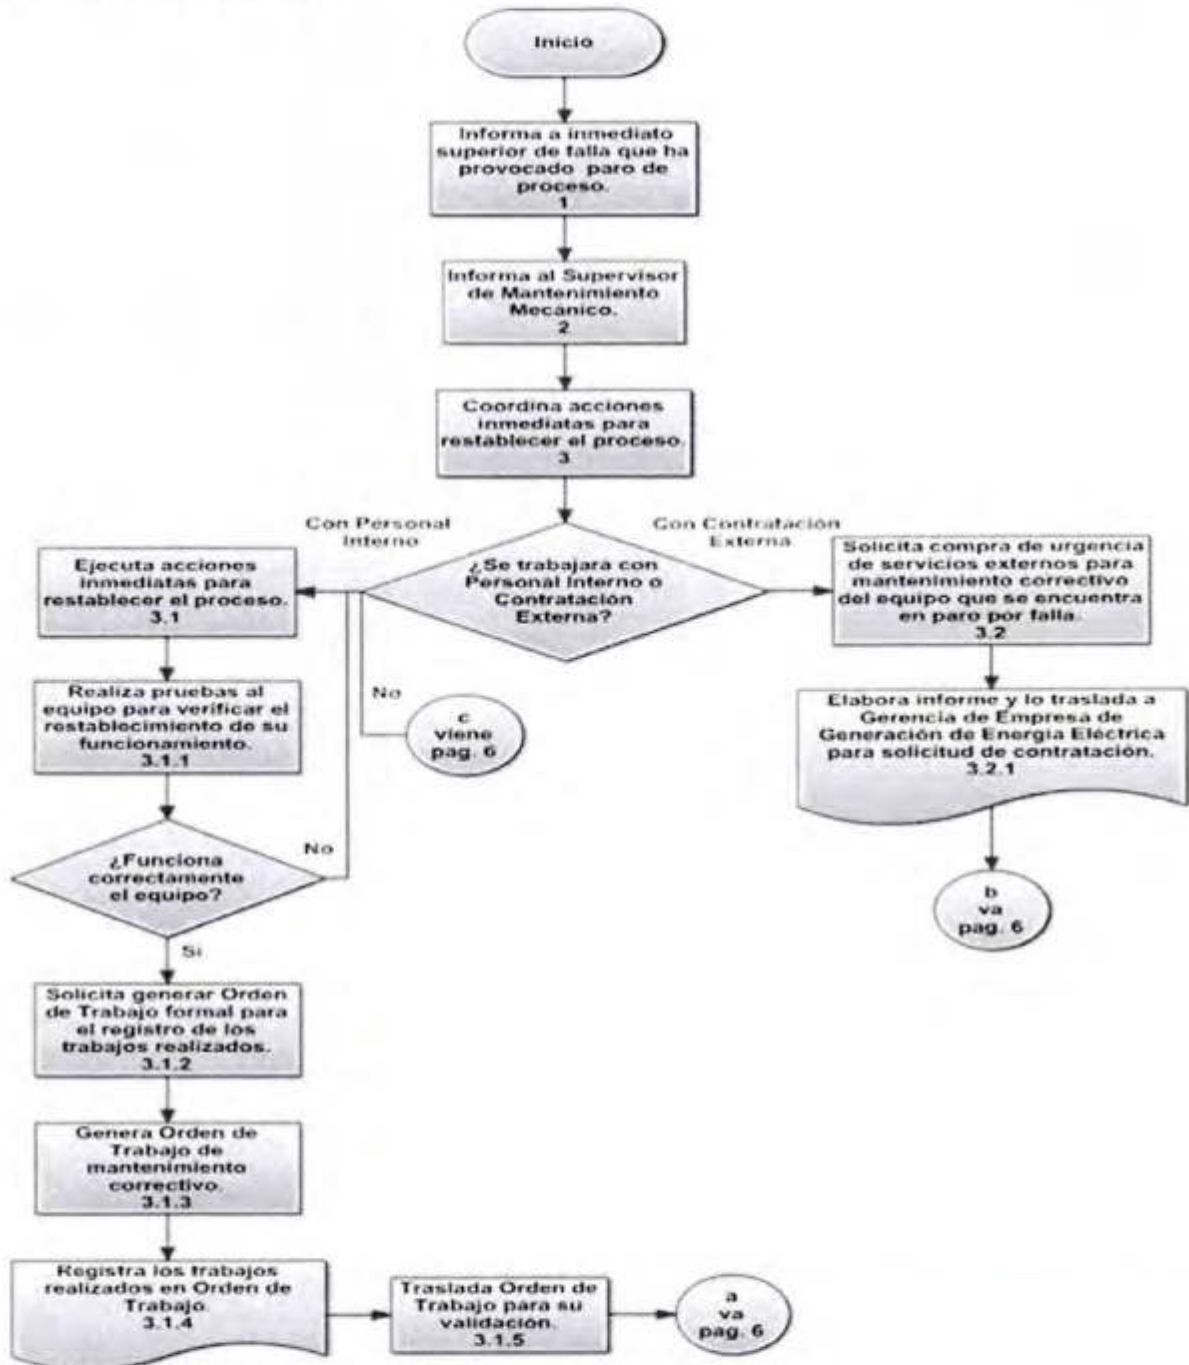 Inició
Informa a inmediato
superior de falla que ha
provocado paro de
proceso.
1
Informa al Supervisor
de Mantenimiento
Mecánico.
2
Coordina acciones
inmediatas para
restablecer el proceso.
3
¿Se trabajará con
Personal Interno o
Contratación
Externa?
Con Personal
Interno
Con Contratación
Externa
Ejecuta acciones
inmediatas para
restablecer el proceso.
3.1
Realiza pruebas al
equipo para verificar el
restablecimiento de su
funcionamiento.
3.1.1
¿Funciona
correctamente
el equipo?
No
Si
No
c
viene
pag. 6
Solicita compra de urgencia
de servicios externos para
mantenimiento correctivo
del equipo que se encuentra
en paro por falla.
3.2
Elabora informe y lo traslada a
Gerencia de Empresa de
Generación de Energía Eléctrica
para solicitud de contratación.
3.2.1
b
va
pag. 6
Solicita generar Orden
de Trabajo formal para
el registro de los
trabajos realizados.
3.1.2
Genera Orden de
Trabajo de
mantenimiento
correctivo.
3.1.3
Registra los trabajos
realizados en Orden de
Trabajo.
3.1.4
Traslada Orden de
Trabajo para su
validación.
3.1.5
a
va
pag. 6